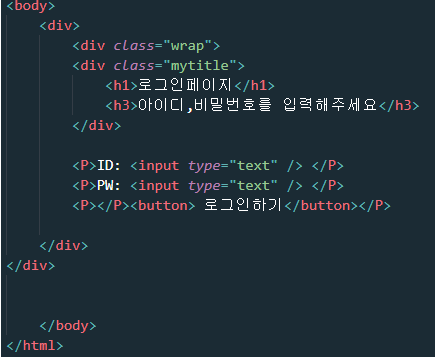 <body>
<div>
<div class="wrap">
<div class="mytitle">
<h1>로그인페이지</h1>
<h3>아이디,비밀번호를 입력해주세요</h3>
</div>
<P>ID: <input type="text" /> </P>
<P>PW: <input type="text" /> </P>
<P></P><button> 로그인하기</button></P>
</div>
</div>
</body>
</html>